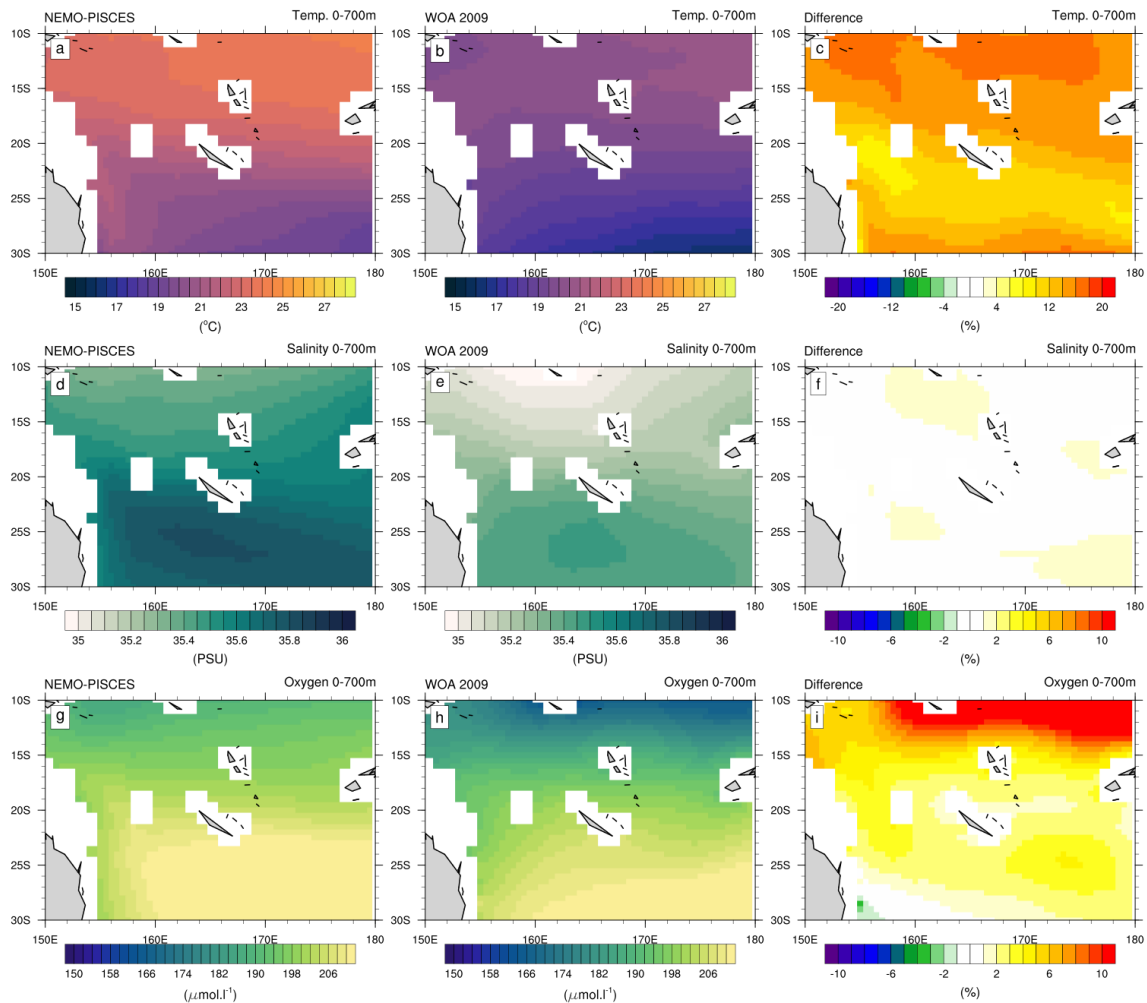 NEMO-PISCES Temp. 0-700m WOA 2009 Temp. 0-700m Difference Temp. 0-700m
10S a 10S b 10S c
15S 15S 15S
20S 20S 20S
25S 25S 25S
30S 30S 30S
150E 160E 170E 180 150E 160E 170E 180 150E 160E 170E 180
15 17 19 21 23 25 27 15 17 19 21 23 25 27 -20 -12 -4 4 12 20
(°C) (°C) (%)
NEMO-PISCES Salinity 0-700m WOA 2009 Salinity 0-700m Difference Salinity 0-700m
10S d 10S e 10S f
15S 15S 15S
20S 20S 20S
25S 25S 25S
30S 30S 30S
150E 160E 170E 180 150E 160E 170E 180 150E 160E 170E 180
35 35.2 35.4 35.6 35.8 36 35 35.2 35.4 35.6 35.8 36 -10 -6 -2 2 6 10
(PSU) (PSU) (%)
NEMO-PISCES Oxygen 0-700m WOA 2009 Oxygen 0-700m Difference Oxygen 0-700m
10S g 10S h 10S i
15S 15S 15S
20S 20S 20S
25S 25S 25S
30S 30S 30S
150E 160E 170E 180 150E 160E 170E 180 150E 160E 170E 180
150 158 166 174 182 190 198 206 150 158 166 174 182 190 198 206 -10 -6 -2 2 6 10
(μmol.l⁻¹) (μmol.l⁻¹) (%)